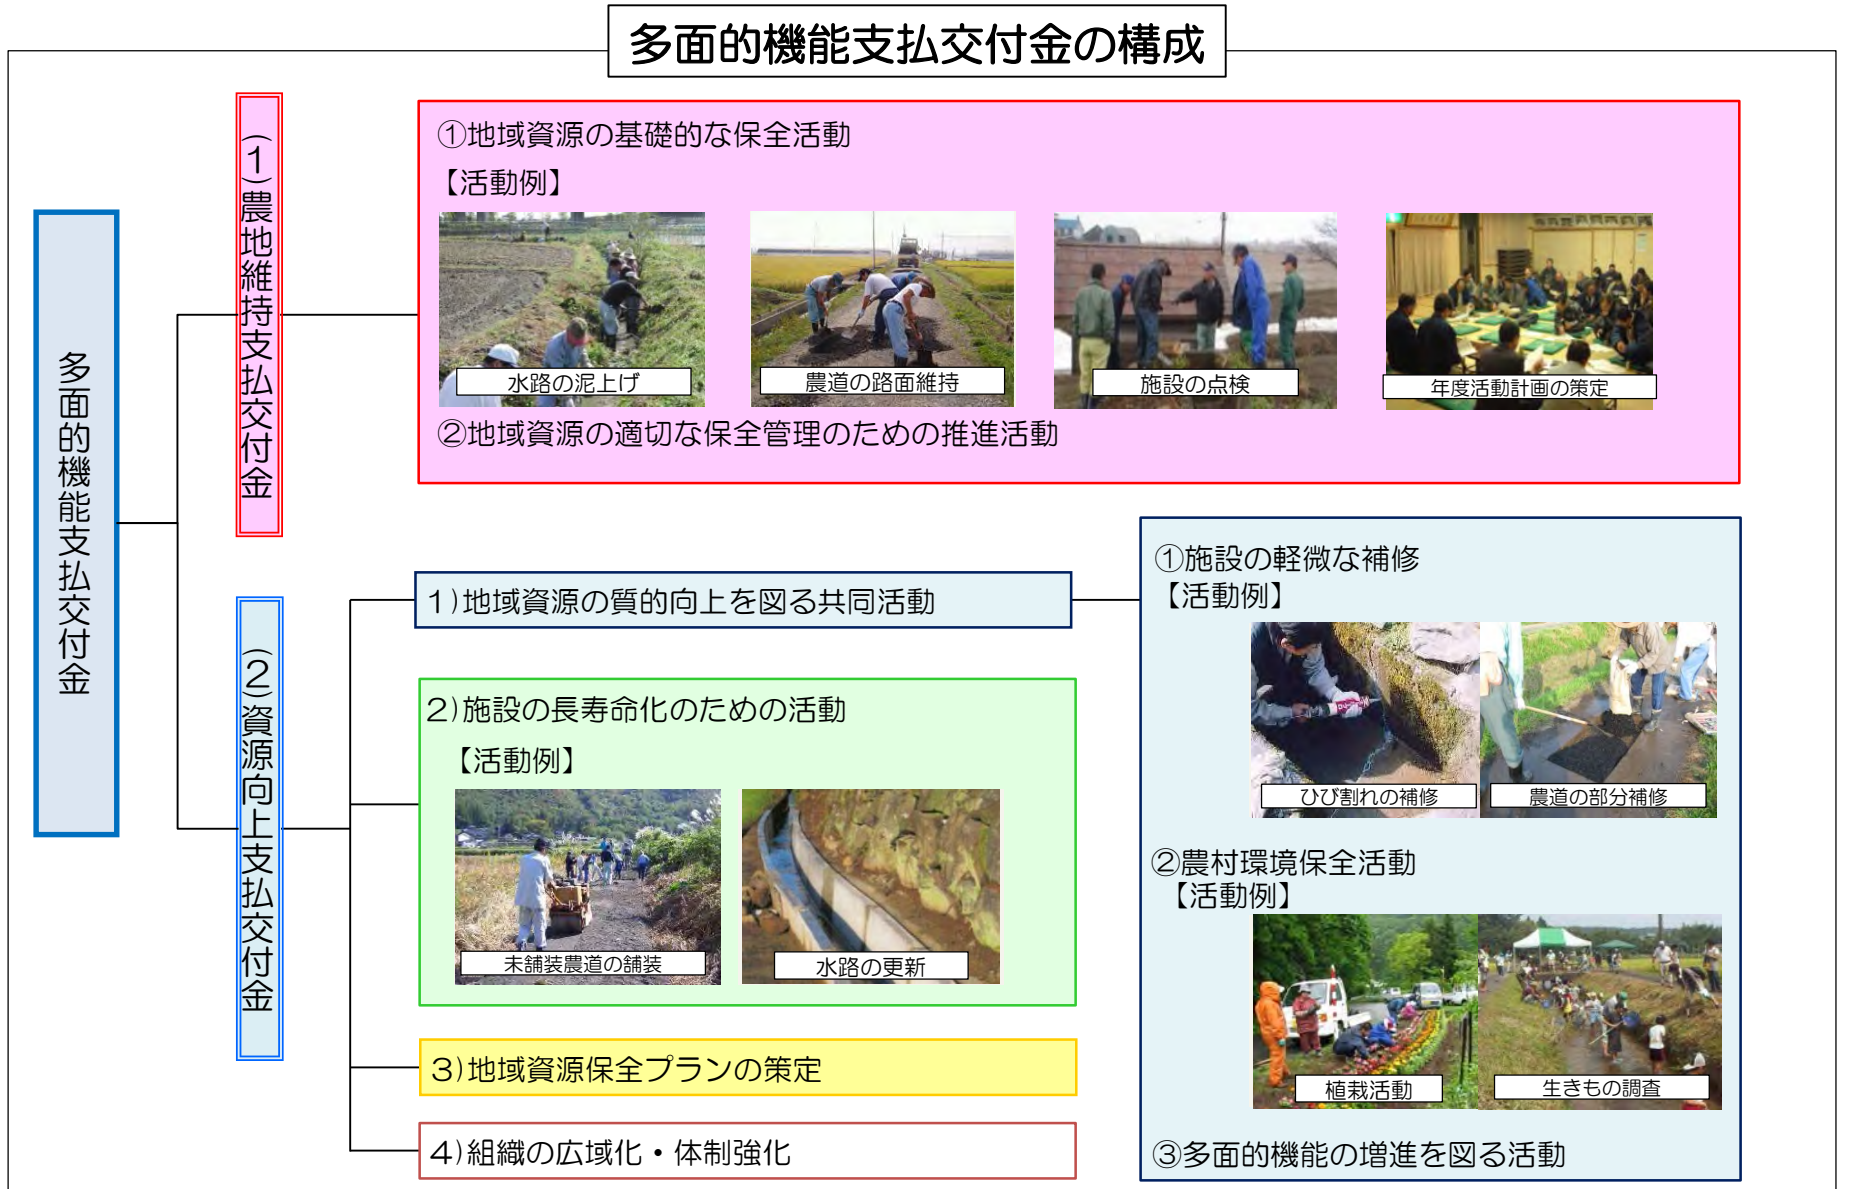 多面的機能支払交付金の構成
多面的機能支払交付金
(1)農地維持支払交付金
①地域資源の基礎的な保全活動
【活動例】
水路の泥上げ
農道の路面維持
施設の点検
年度活動計画の策定
②地域資源の適切な保全管理のための推進活動
(2)資源向上支払交付金
1)地域資源の質的向上を図る共同活動
①施設の軽微な補修
【活動例】
ひび割れの補修
農道の部分補修
②農村環境保全活動
【活動例】
植栽活動
生きもの調査
③多面的機能の増進を図る活動
2)施設の長寿命化のための活動
【活動例】
未舗装農道の舗装
水路の更新
3)地域資源保全プランの策定
4)組織の広域化・体制強化